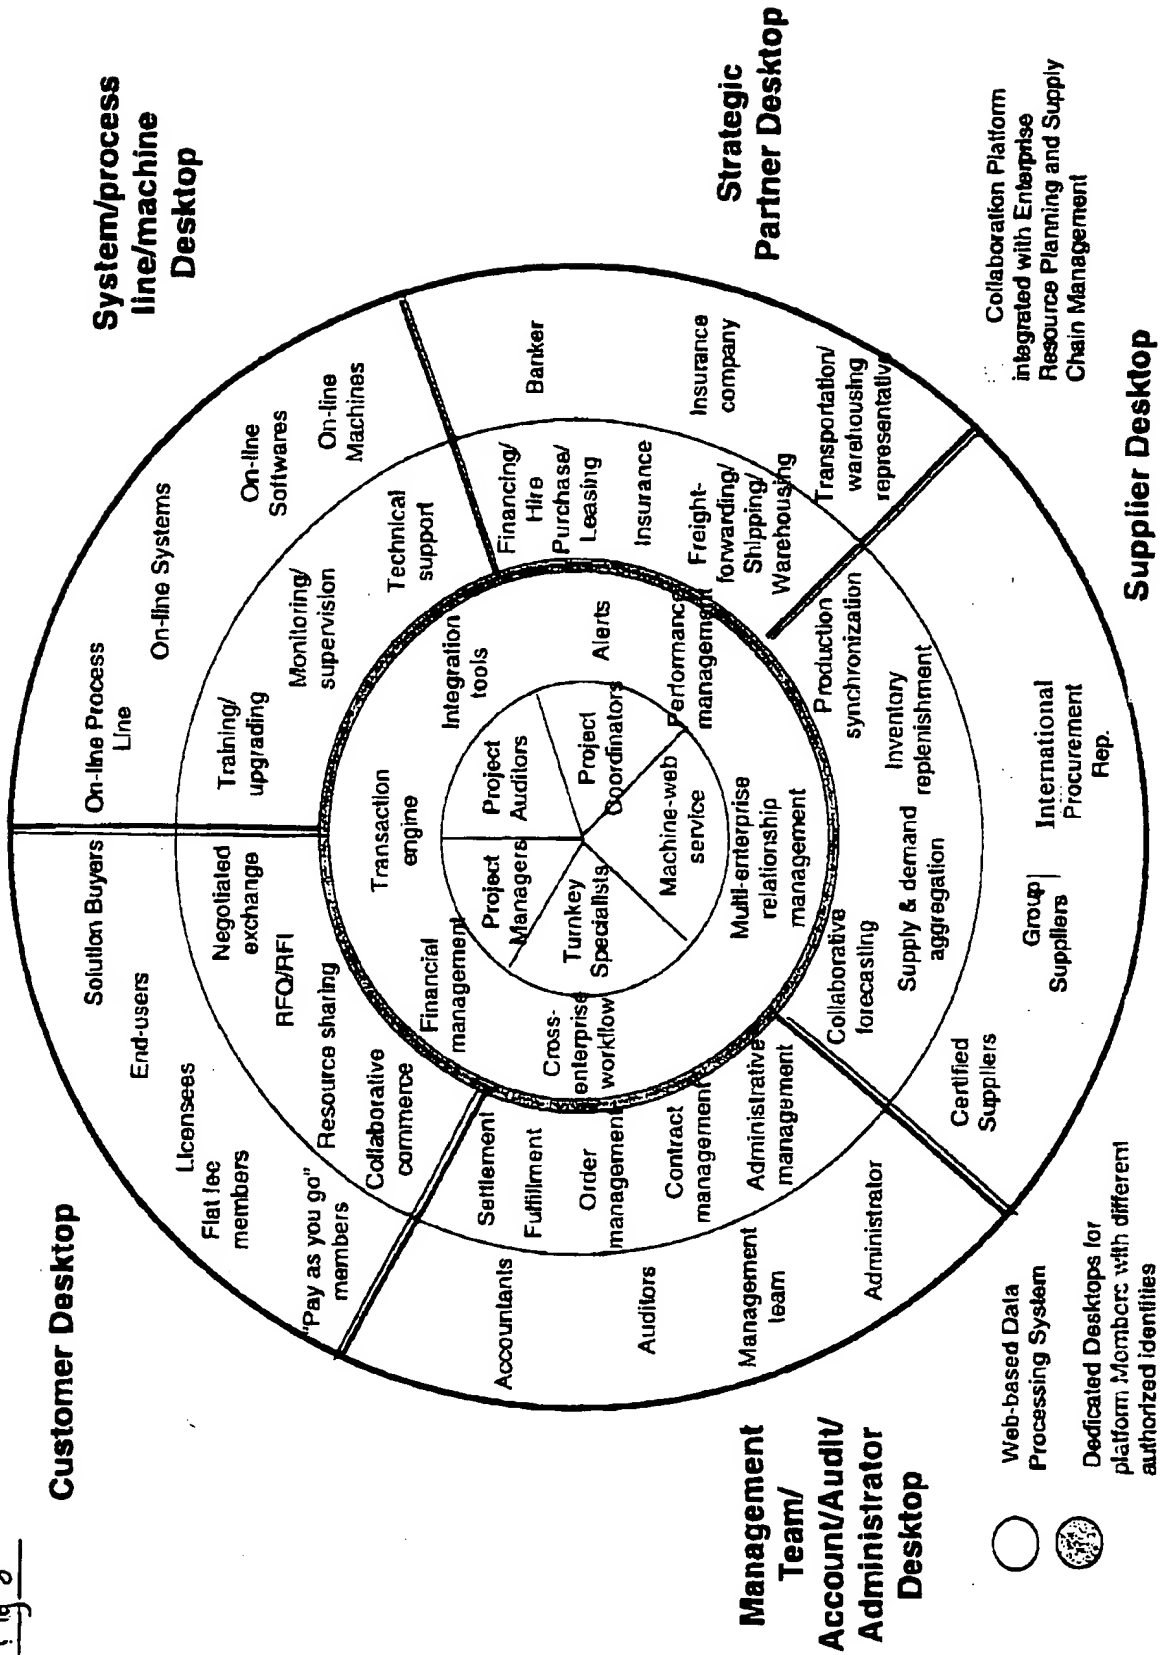 Customer Desktop
System/process
line/machine
Desktop
Solution Buyers
On-line Process
Line
End-users
On-line Systems
Licensees
Flat fee
members
On-line
Softwares
"Pay as you go"
members
On-line
Machines
Negotiated
exchange
Training/
upgrading
RFQ/RFI
Monitoring/
supervision
Resource sharing
Collaborative
commerce
Technical
support
Transaction
engine
Financial
management
Integration
tools
Project
Managers
Project
Auditors
Settlement
Fulfillment
Order
management
Contract
management
Administrative
management
Cross-
enterprise
workflow
Turnkey
Specialists
Project
Coordinators
Alerts
Performance
management
Machine-web
service
Multi-enterprise
relationship
management
Financing/
Hire
Purchase/
Leasing
Insurance
Freight-
forwarding/
Shipping/
Warehousing
Banker
Insurance
company
Transportation/
warehousing
representative
Strategic
Partner Desktop
Accountants
Auditors
Management
team
Administrator
Management
Team/
Account/Audit/
Administrator
Desktop
Collaborative
forecasting
Supply & demand
aggregation
Inventory
replenishment
Production
synchronization
Certified
Suppliers
Group
Suppliers
International
Procurement
Rep.
Supplier Desktop
Collaboration Platform
integrated with Enterprise
Resource Planning and Supply
Chain Management
Web-based Data
Processing System
Dedicated Desktops for
platform Members with different
authorized identities